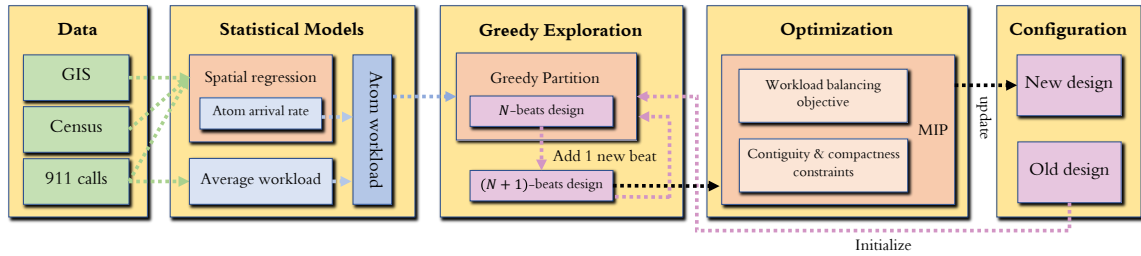 Data
GIS
Census
911 calls
Statistical Models
Spatial regression
Atom arrival rate
Average workload
Atom workload
Greedy Exploration
Greedy Partition
N-beats design
Add 1 new beat
(N + 1)-beats design
Optimization
Workload balancing
objective
Contiguity & compactness
constraints
MIP
update
Configuration
New design
Old design
Initialize